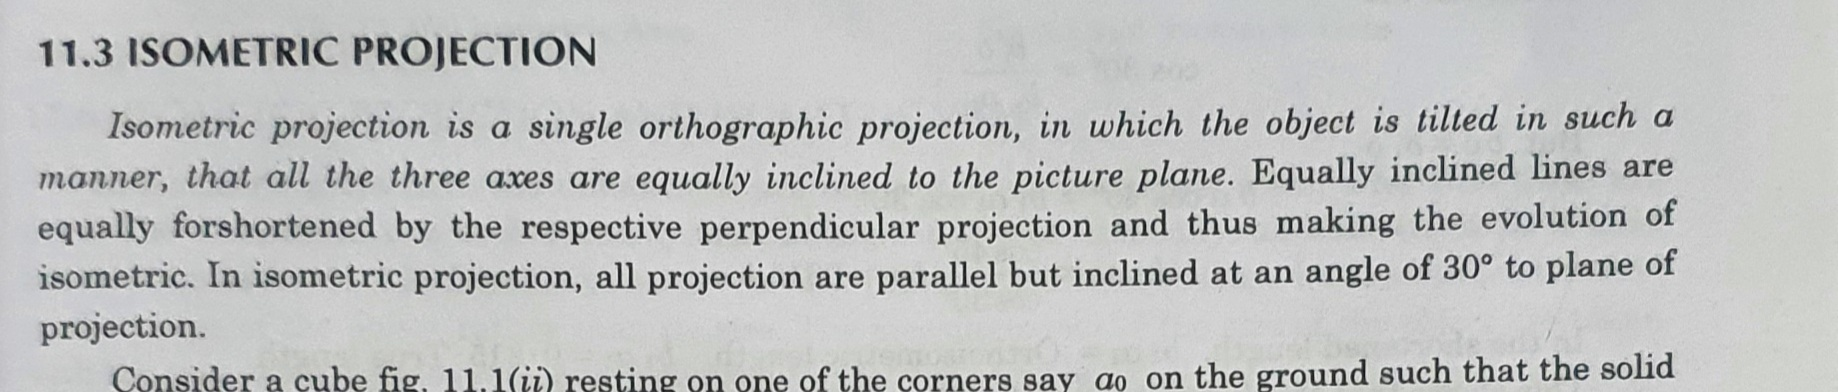 11.3 ISOMETRIC PROJECTION
Isometric projection is a single orthographic projection, in which the object is tilted in such a
manner, that all the three axes are equally inclined to the picture plane. Equally inclined lines are
equally forshortened by the respective perpendicular projection and thus making the evolution of
isometric. In isometric projection, all projection are parallel but inclined at an angle of 30° to plane of
projection.
Consider a cube fig. 11.1(ii) resting on one of the corners say a₀ on the ground such that the solid